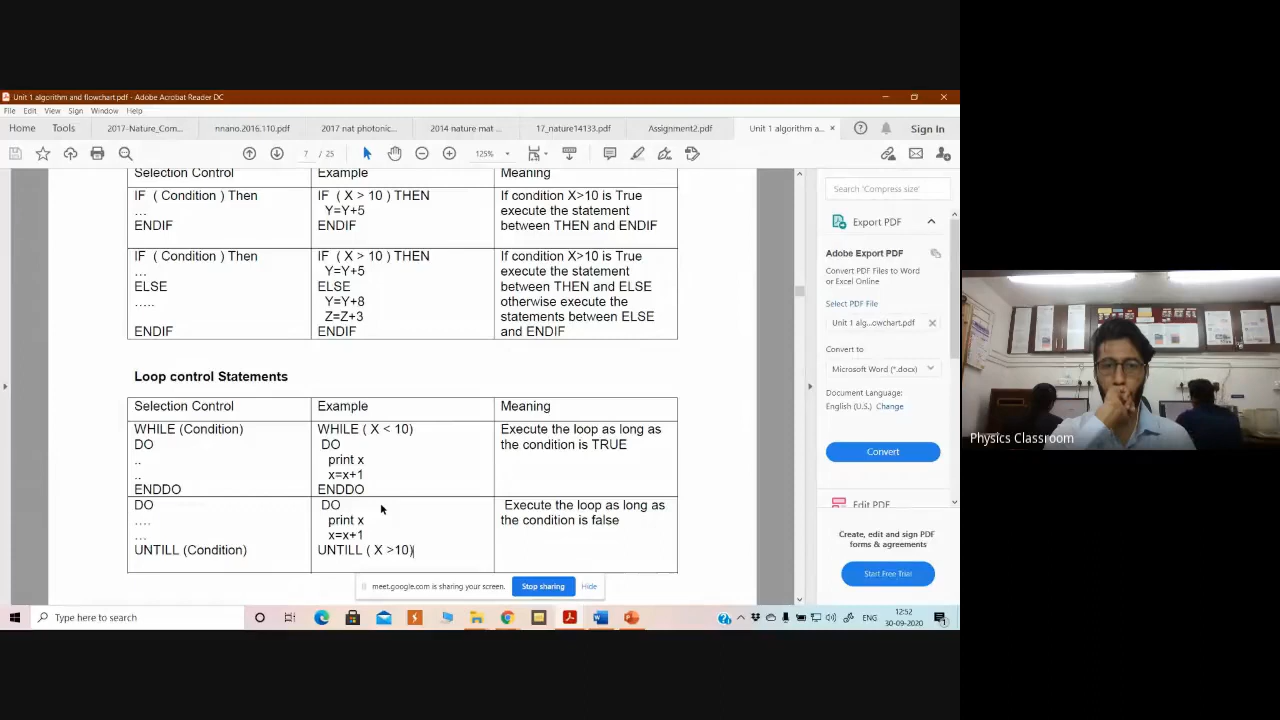 Unit 1 algorithm and flowchart.pdf - Adobe Acrobat Reader DC
File Edit View Sign Window Help
Home Tools 2017-Nature_Com... nnano.2016.110.pdf 2017 nat photonic... 2014 nature mat ... 17_nature14133.pdf Assignment2.pdf Unit 1 algorithm a... × Sign In
7 / 25 125%
Selection Control Example Meaning
IF ( Condition ) Then IF ( X > 10 ) THEN If condition X>10 is True
... Y=Y+5 execute the statement
ENDIF ENDIF between THEN and ENDIF
IF ( Condition ) Then IF ( X > 10 ) THEN If condition X>10 is True
... Y=Y+5 execute the statement
ELSE ELSE between THEN and ELSE
..... Y=Y+8 otherwise execute the
Z=Z+3 statements between ELSE
ENDIF ENDIF and ENDIF
Loop control Statements
Selection Control Example Meaning
WHILE (Condition) WHILE ( X < 10) Execute the loop as long as
DO DO the condition is TRUE
.. print x
.. x=x+1
ENDDO ENDDO
DO DO Execute the loop as long as
.... print x the condition is false
... x=x+1
UNTILL (Condition) UNTILL ( X >10)
Search 'Compress size'
Export PDF
Adobe Export PDF
Convert PDF Files to Word
or Excel Online
Select PDF File
Unit 1 alg...owchart.pdf ×
Convert to
Microsoft Word (*.docx)
Document Language:
English (U.S.) Change
Convert
Edit PDF
Create, edit and sign PDF
forms & agreements
Start Free Trial
meet.google.com is sharing your screen. Stop sharing Hide
Type here to search
ENG
12:52
30-09-2020
1
Physics Classroom